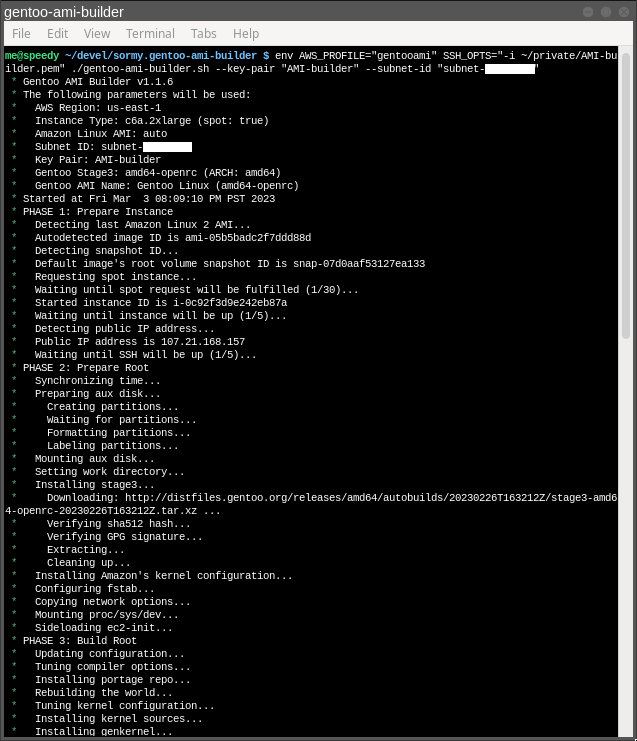 gentoo-ami-builder
File Edit View Terminal Tabs Help
me@speedy ~/devel/sormy.gentoo-ami-builder $ env AWS_PROFILE="gentooami" SSH_OPTS="-i ~/private/AMI-bu
ilder.pem" ./gentoo-ami-builder.sh --key-pair "AMI-builder" --subnet-id "subnet-"
* Gentoo AMI Builder v1.1.6
* The following parameters will be used:
* AWS Region: us-east-1
* Instance Type: c6a.2xlarge (spot: true)
* Amazon Linux AMI: auto
* Subnet ID: subnet-
* Key Pair: AMI-builder
* Gentoo Stage3: amd64-openrc (ARCH: amd64)
* Gentoo AMI Name: Gentoo Linux (amd64-openrc)
* Started at Fri Mar  3 08:09:10 PM PST 2023
* PHASE 1: Prepare Instance
* Detecting last Amazon Linux 2 AMI...
* Autodetected image ID is ami-05b5badc2f7ddd88d
* Detecting snapshot ID...
* Default image's root volume snapshot ID is snap-07d0aaf53127ea133
* Requesting spot instance...
* Waiting until spot request will be fulfilled (1/30)...
* Started instance ID is i-0c92f3d9e242eb87a
* Waiting until instance will be up (1/5)...
* Detecting public IP address...
* Public IP address is 107.21.168.157
* Waiting until SSH will be up (1/5)...
* PHASE 2: Prepare Root
* Synchronizing time...
* Preparing aux disk...
* Creating partitions...
* Waiting for partitions...
* Formatting partitions...
* Labeling partitions...
* Mounting aux disk...
* Setting work directory...
* Installing stage3...
* Downloading: http://distfiles.gentoo.org/releases/amd64/autobuilds/20230226T163212Z/stage3-amd6
4-openrc-20230226T163212Z.tar.xz ...
* Verifying sha512 hash...
* Verifying GPG signature...
* Extracting...
* Cleaning up...
* Installing Amazon's kernel configuration...
* Configuring fstab...
* Copying network options...
* Mounting proc/sys/dev...
* Sideloading ec2-init...
* PHASE 3: Build Root
* Updating configuration...
* Tuning compiler options...
* Installing portage repo...
* Rebuilding the world...
* Tuning kernel configuration...
* Installing kernel sources...
* Installing genkernel...